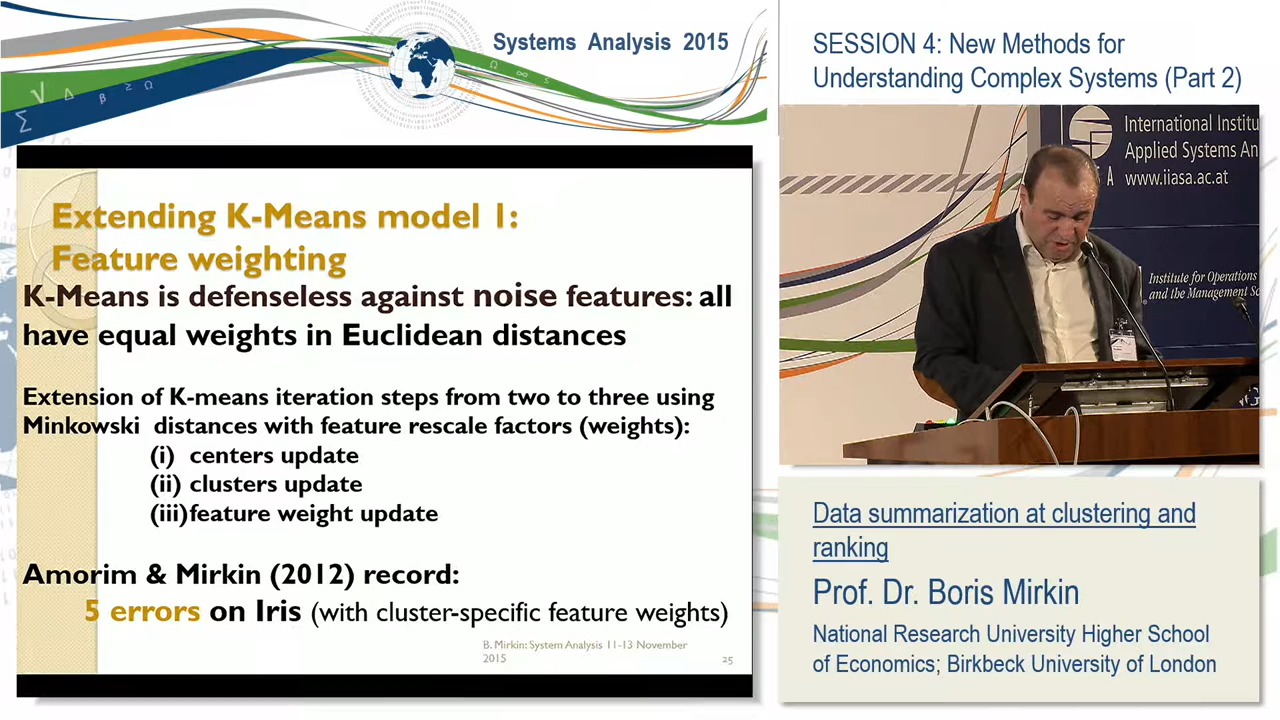 Systems Analysis 2015
SESSION 4: New Methods for
Understanding Complex Systems (Part 2)
√ Δ β ≥ Ω
Σ
Ω ∞ ≤
Extending K-Means model 1:
Feature weighting
K-Means is defenseless against noise features: all
have equal weights in Euclidean distances
Extension of K-means iteration steps from two to three using
Minkowski distances with feature rescale factors (weights):
(i) centers update
(ii) clusters update
(iii)feature weight update
Amorim & Mirkin (2012) record:
5 errors on Iris (with cluster-specific feature weights)
B. Mirkin: System Analysis 11-13 November
2015
25
International Institu
Applied Systems An
A www.iiasa.ac.at
Institute for Operations
and the Management Sc
Data summarization at clustering and
ranking
Prof. Dr. Boris Mirkin
National Research University Higher School
of Economics; Birkbeck University of London